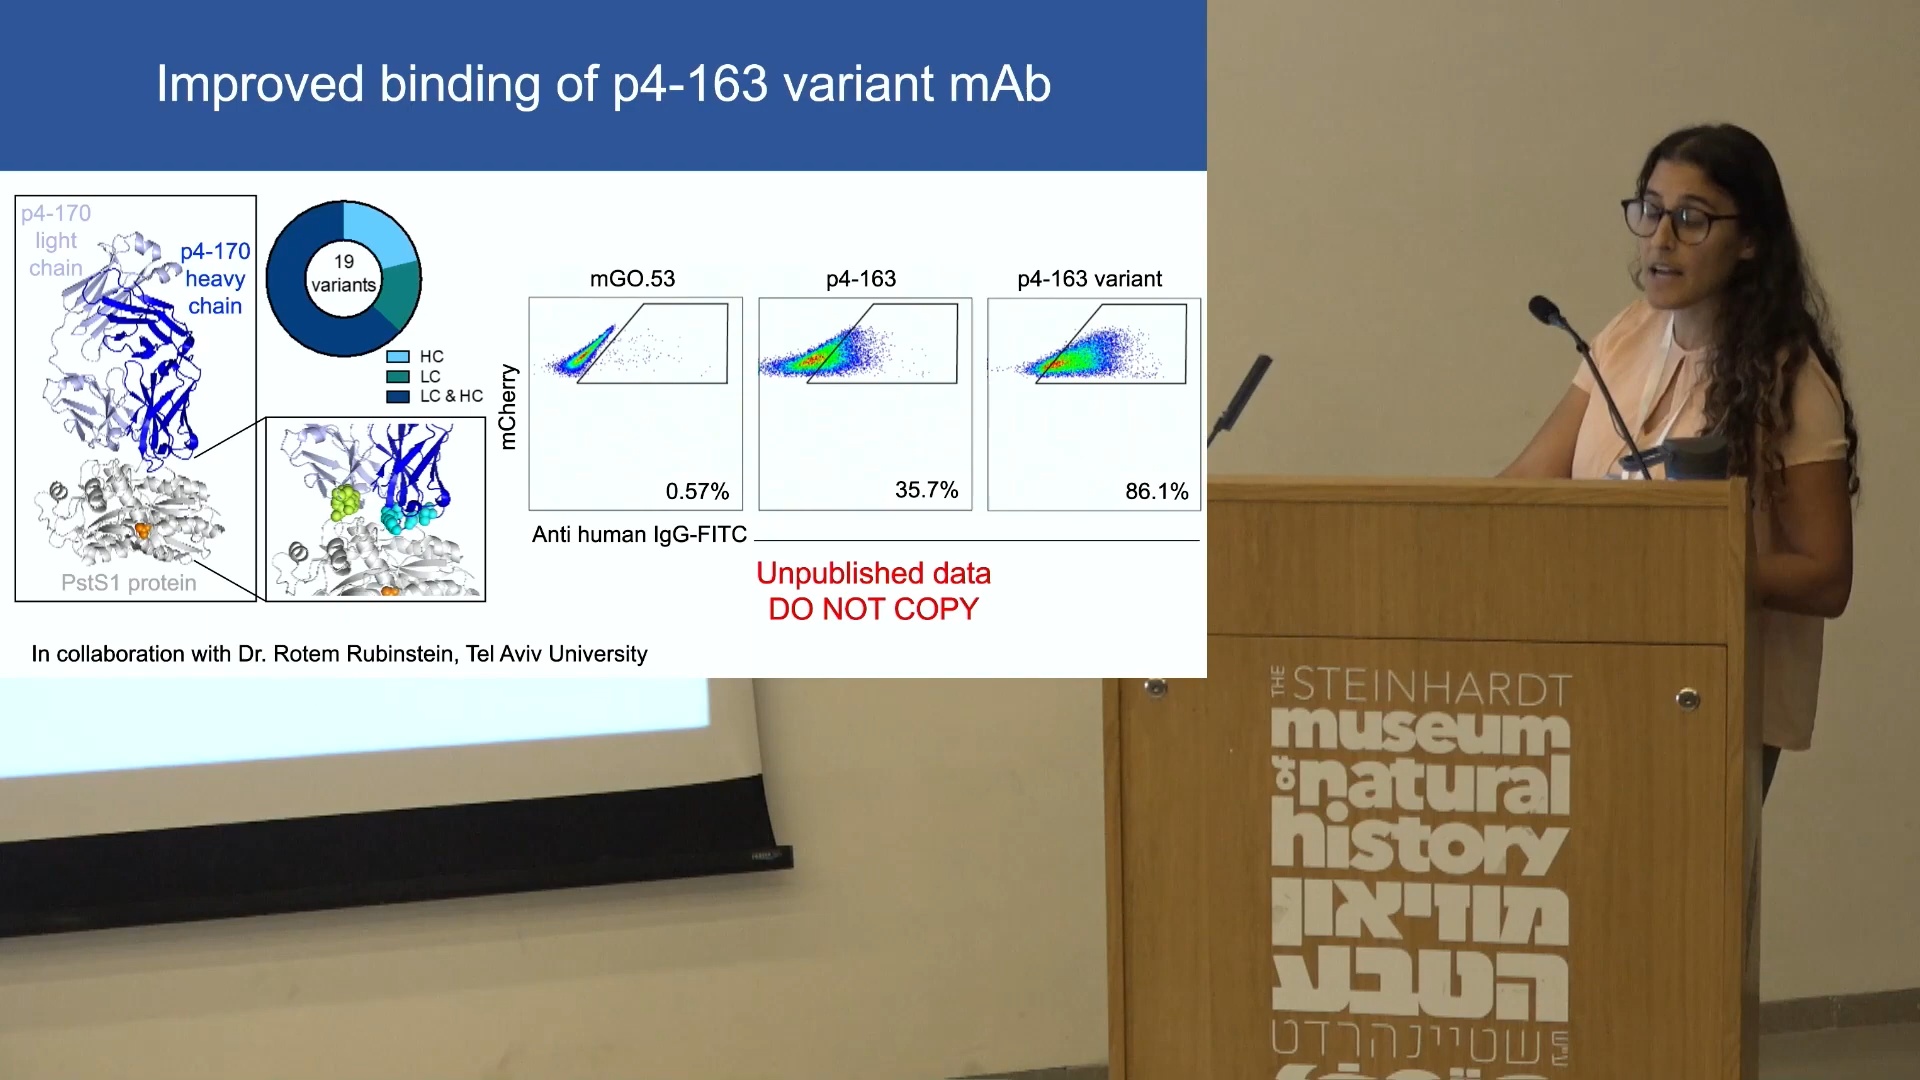 Improved binding of p4-163 variant mAb
p4-170
light
chain
p4-170
heavy
chain
PstS1 protein
19
variants
HC
LC
LC & HC
mGO.53
p4-163
p4-163 variant
mCherry
0.57%
35.7%
86.1%
Anti human IgG-FITC
Unpublished data
DO NOT COPY
In collaboration with Dr. Rotem Rubinstein, Tel Aviv University
THE STEINHARDT
museum
of natural
history
מוזיאון
הטבע
ע"ש שטיינהרדט